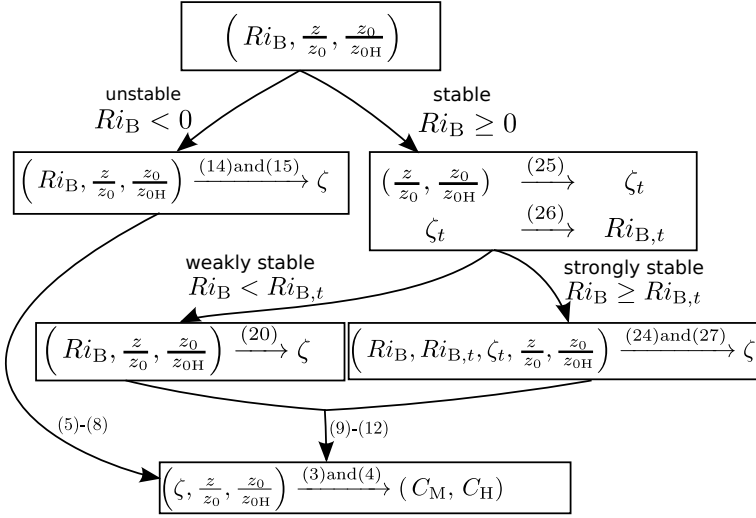 (Ri_B, z/z_0, z_0/z_0H)
unstable
Ri_B < 0
stable
Ri_B ≥ 0
(Ri_B, z/z_0, z_0/z_0H) (14)and(15)→ ζ
(z/z_0, z_0/z_0H) (25)→ ζ_t
ζ_t (26)→ Ri_B,t
weakly stable
Ri_B < Ri_B,t
strongly stable
Ri_B ≥ Ri_B,t
(Ri_B, z/z_0, z_0/z_0H) (20)→ ζ
(Ri_B, Ri_B,t, ζ_t, z/z_0, z_0/z_0H) (24)and(27)→ ζ
(5)-(8)
(9)-(12)
(ζ, z/z_0, z_0/z_0H) (3)and(4)→ (C_M, C_H)